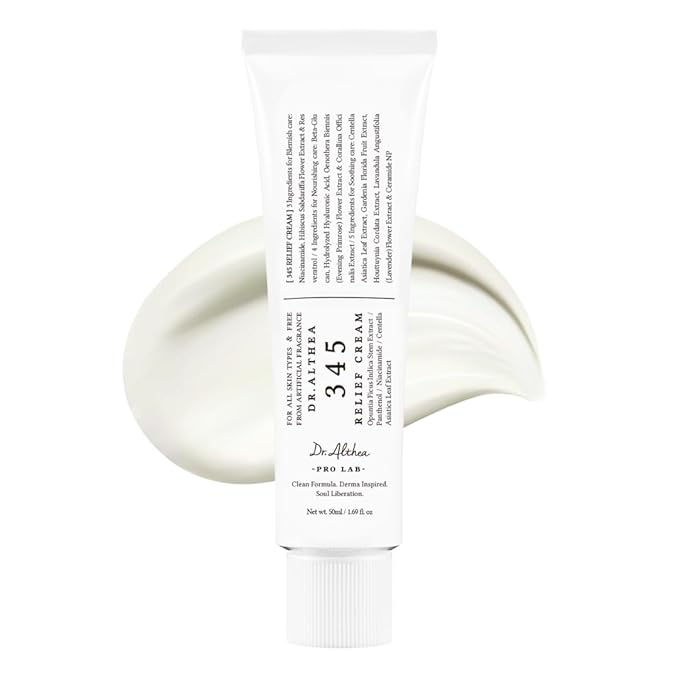 [ 345 RELIEF CREAM ] 3 Ingredients for Blemish care:
Niacinamide, Hibiscus Sabdariffa Flower Extract & Res
veratrol / 4 Ingredients for Nourishing care: Beta-Glu
can, Hydrolyzed Hyaluronic Acid, Oenothera Biennis
(Evening Primrose) Flower Extract & Corallina Offici
nalis Extract / 5 Ingredients for Soothing care: Centella
Asiatica Leaf Extract, Gardenia Florida Fruit Extract,
Houttuynia Cordata Extract, Lavandula Angustifolia
(Lavender) Flower Extract & Ceramide NP
FOR ALL SKIN TYPES & FREE
FROM ARTIFICIAL FRAGRANCE
DR.ALTHEA
345
RELIEF CREAM
Opuntia Ficus Indica Stem Extract /
Panthenol / Niacinamide / Centella
Asiatica Leaf Extract
Dr.Althea
-PRO LAB-
Clean Formula. Derma Inspired.
Soul Liberation.
Net wt. 50ml / 1.69 fl. oz